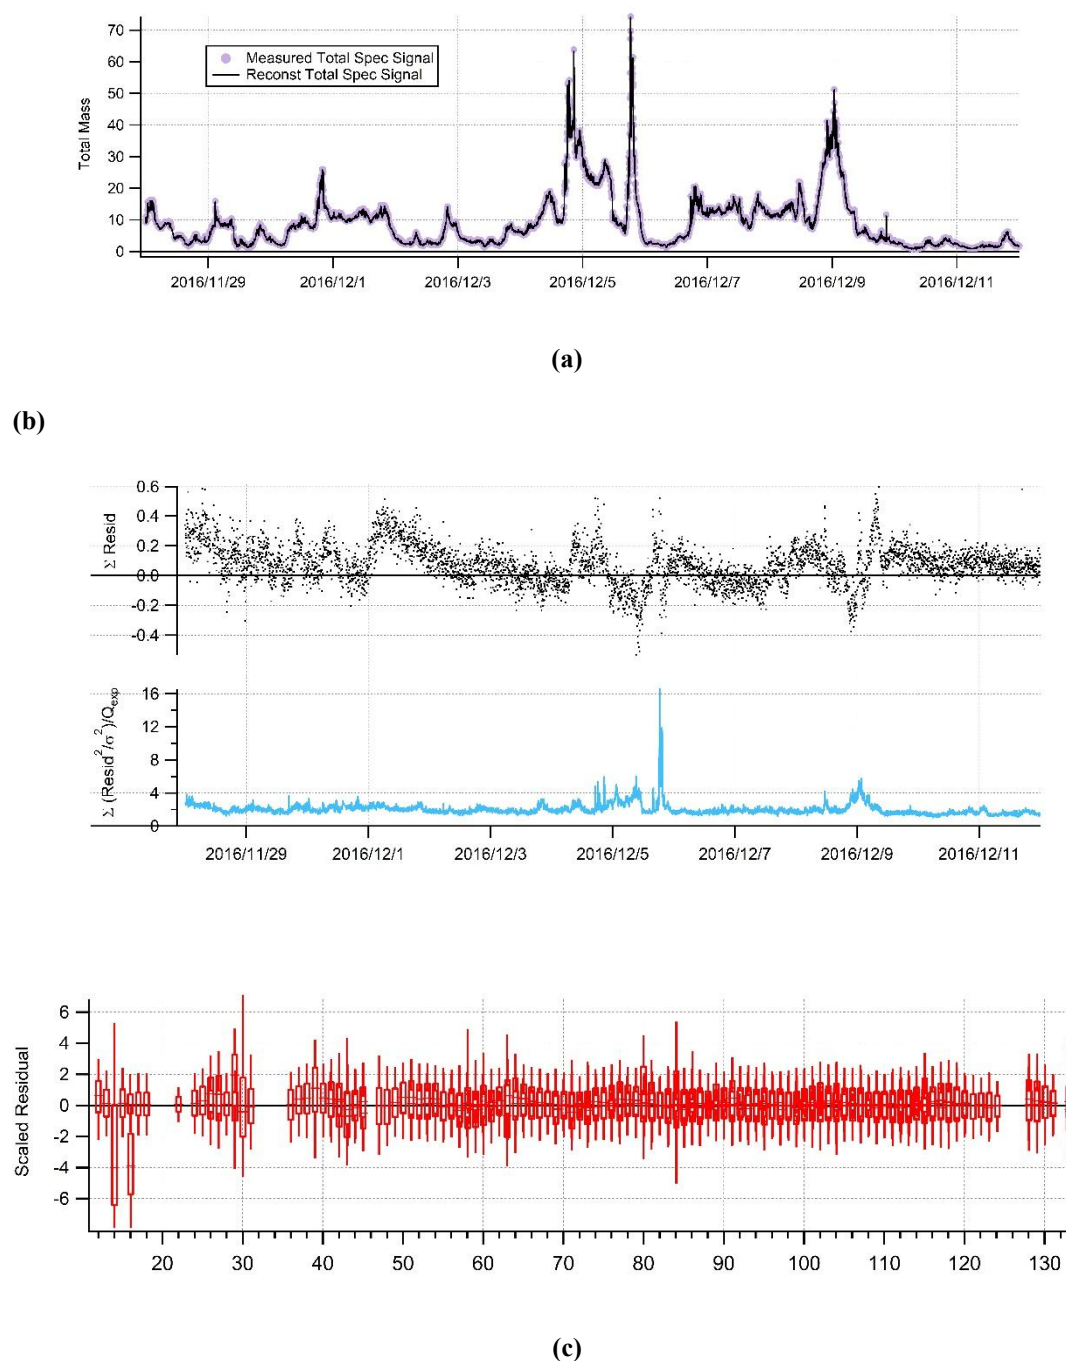 70
60
50
40
30
20
10
0
Total Mass
Measured Total Spec Signal
Reconst Total Spec Signal
2016/11/29 2016/12/1 2016/12/3 2016/12/5 2016/12/7 2016/12/9 2016/12/11
(a)
(b)
0.6
0.4
0.2
0.0
-0.2
-0.4
Σ Resid
16
12
8
4
0
Σ (Resid²/σ²)/Qexp
2016/11/29 2016/12/1 2016/12/3 2016/12/5 2016/12/7 2016/12/9 2016/12/11
6
4
2
0
-2
-4
-6
Scaled Residual
20 30 40 50 60 70 80 90 100 110 120 130
(c)